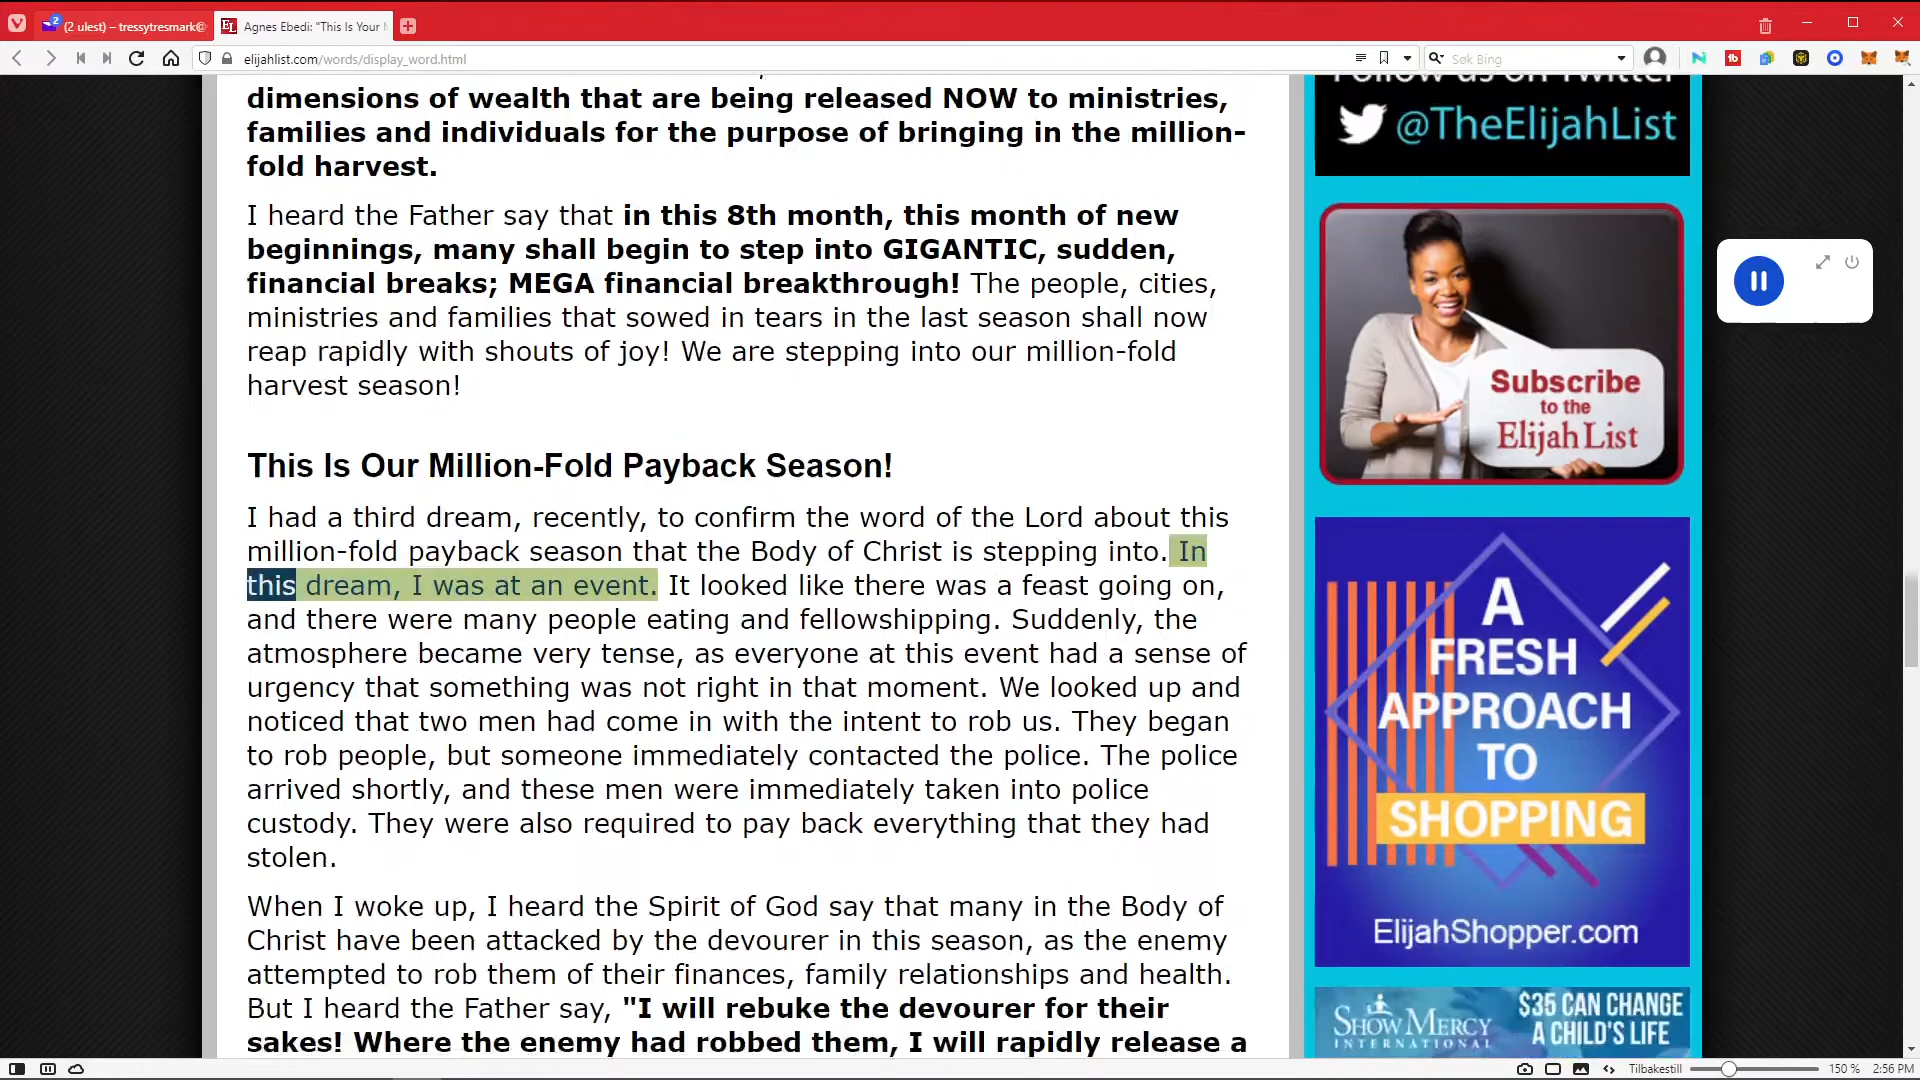 (2 ulest) – tressytresmark@
EL
Agnes Ebedi: "This Is Your
elijahlist.com/words/display_word.html
Søk Bing
dimensions of wealth that are being released NOW to ministries,
families and individuals for the purpose of bringing in the million-
fold harvest.
I heard the Father say that in this 8th month, this month of new
beginnings, many shall begin to step into GIGANTIC, sudden,
financial breaks; MEGA financial breakthrough! The people, cities,
ministries and families that sowed in tears in the last season shall now
reap rapidly with shouts of joy! We are stepping into our million-fold
harvest season!
This Is Our Million-Fold Payback Season!
I had a third dream, recently, to confirm the word of the Lord about this
million-fold payback season that the Body of Christ is stepping into. In
this dream, I was at an event. It looked like there was a feast going on,
and there were many people eating and fellowshipping. Suddenly, the
atmosphere became very tense, as everyone at this event had a sense of
urgency that something was not right in that moment. We looked up and
noticed that two men had come in with the intent to rob us. They began
to rob people, but someone immediately contacted the police. The police
arrived shortly, and these men were immediately taken into police
custody. They were also required to pay back everything that they had
stolen.
When I woke up, I heard the Spirit of God say that many in the Body of
Christ have been attacked by the devourer in this season, as the enemy
attempted to rob them of their finances, family relationships and health.
But I heard the Father say, "I will rebuke the devourer for their
sakes! Where the enemy had robbed them, I will rapidly release a
Follow us on Twitter
@TheElijahList
Subscribe
to the
Elijah List
A
FRESH
APPROACH
TO
SHOPPING
ElijahShopper.com
SHOW MERCY
INTERNATIONAL
$35 CAN CHANGE
A CHILD'S LIFE
Tilbakestill
150 %
2:56 PM